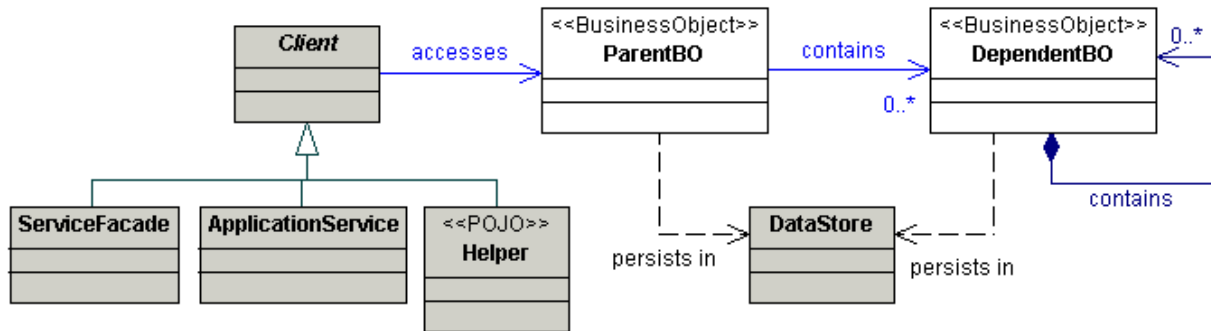 Client
accesses
<<BusinessObject>>
ParentBO
contains
0..*
<<BusinessObject>>
DependentBO
0..*
contains
ServiceFacade
ApplicationService
<<POJO>>
Helper
persists in
DataStore
persists in